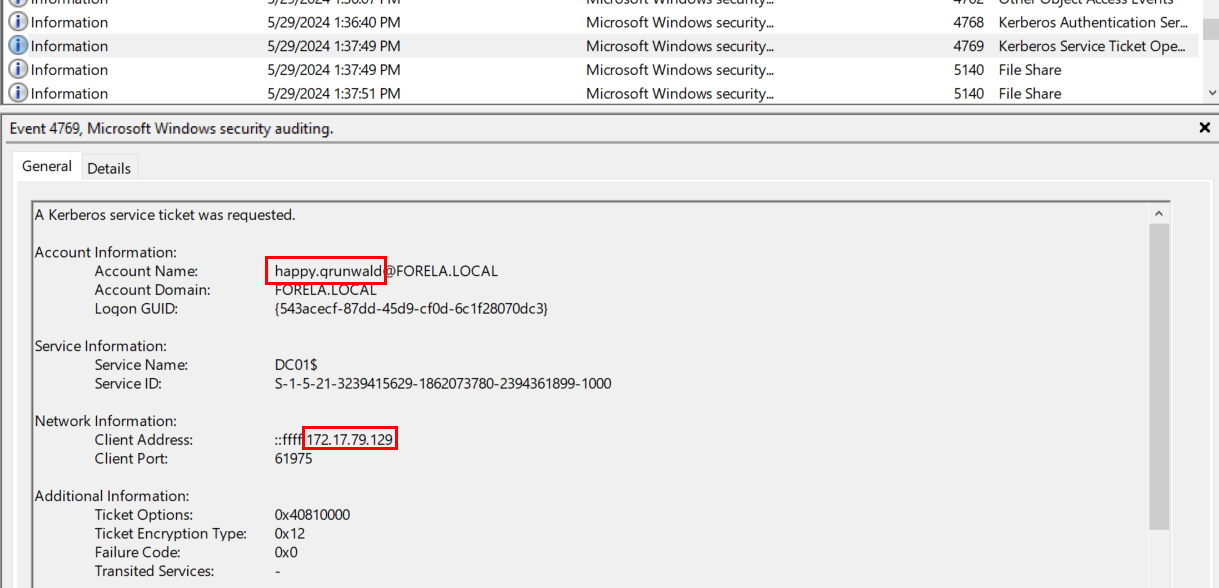 Information 5/29/2024 1:36:07 PM Microsoft Windows security... 4702 Other Object Access Events
Information 5/29/2024 1:36:40 PM Microsoft Windows security... 4768 Kerberos Authentication Ser...
Information 5/29/2024 1:37:49 PM Microsoft Windows security... 4769 Kerberos Service Ticket Ope...
Information 5/29/2024 1:37:49 PM Microsoft Windows security... 5140 File Share
Information 5/29/2024 1:37:51 PM Microsoft Windows security... 5140 File Share
Event 4769, Microsoft Windows security auditing.
General Details
A Kerberos service ticket was requested.
Account Information:
Account Name: happy.grunwald@FORELA.LOCAL
Account Domain: FORELA.LOCAL
Logon GUID: {543acecf-87dd-45d9-cf0d-6c1f28070dc3}
Service Information:
Service Name: DC01$
Service ID: S-1-5-21-3239415629-1862073780-2394361899-1000
Network Information:
Client Address: ::ffff 172.17.79.129
Client Port: 61975
Additional Information:
Ticket Options: 0x40810000
Ticket Encryption Type: 0x12
Failure Code: 0x0
Transited Services: -